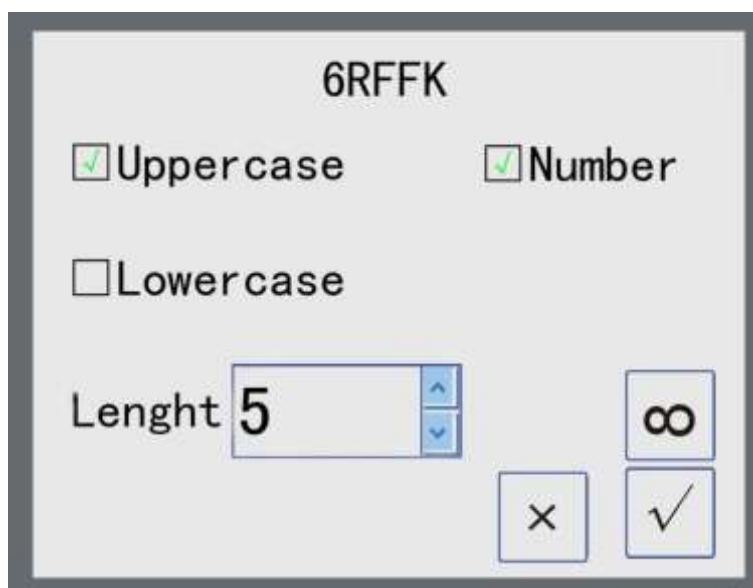 6RFFK
Uppercase
Number
Lowercase
Lenght 5
∞
× √